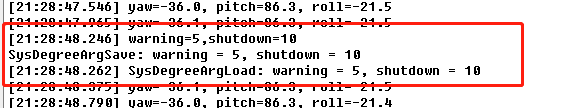 [21:28:47.546] yaw=-36.0, pitch=86.3, roll=-21.5
[21:28:47.965] yaw=-36.1, pitch=86.3, roll=-21.5
[21:28:48.246] warning=5,shutdown=10
SysDegreeArgSave: warning = 5, shutdown = 10
[21:28:48.262] SysDegreeArgLoad: warning = 5, shutdown = 10
[21:28:48.375] yaw=-36.1, pitch=86.3, roll=-21.5
[21:28:48.790] yaw=-36.0, pitch=86.3, roll=-21.4